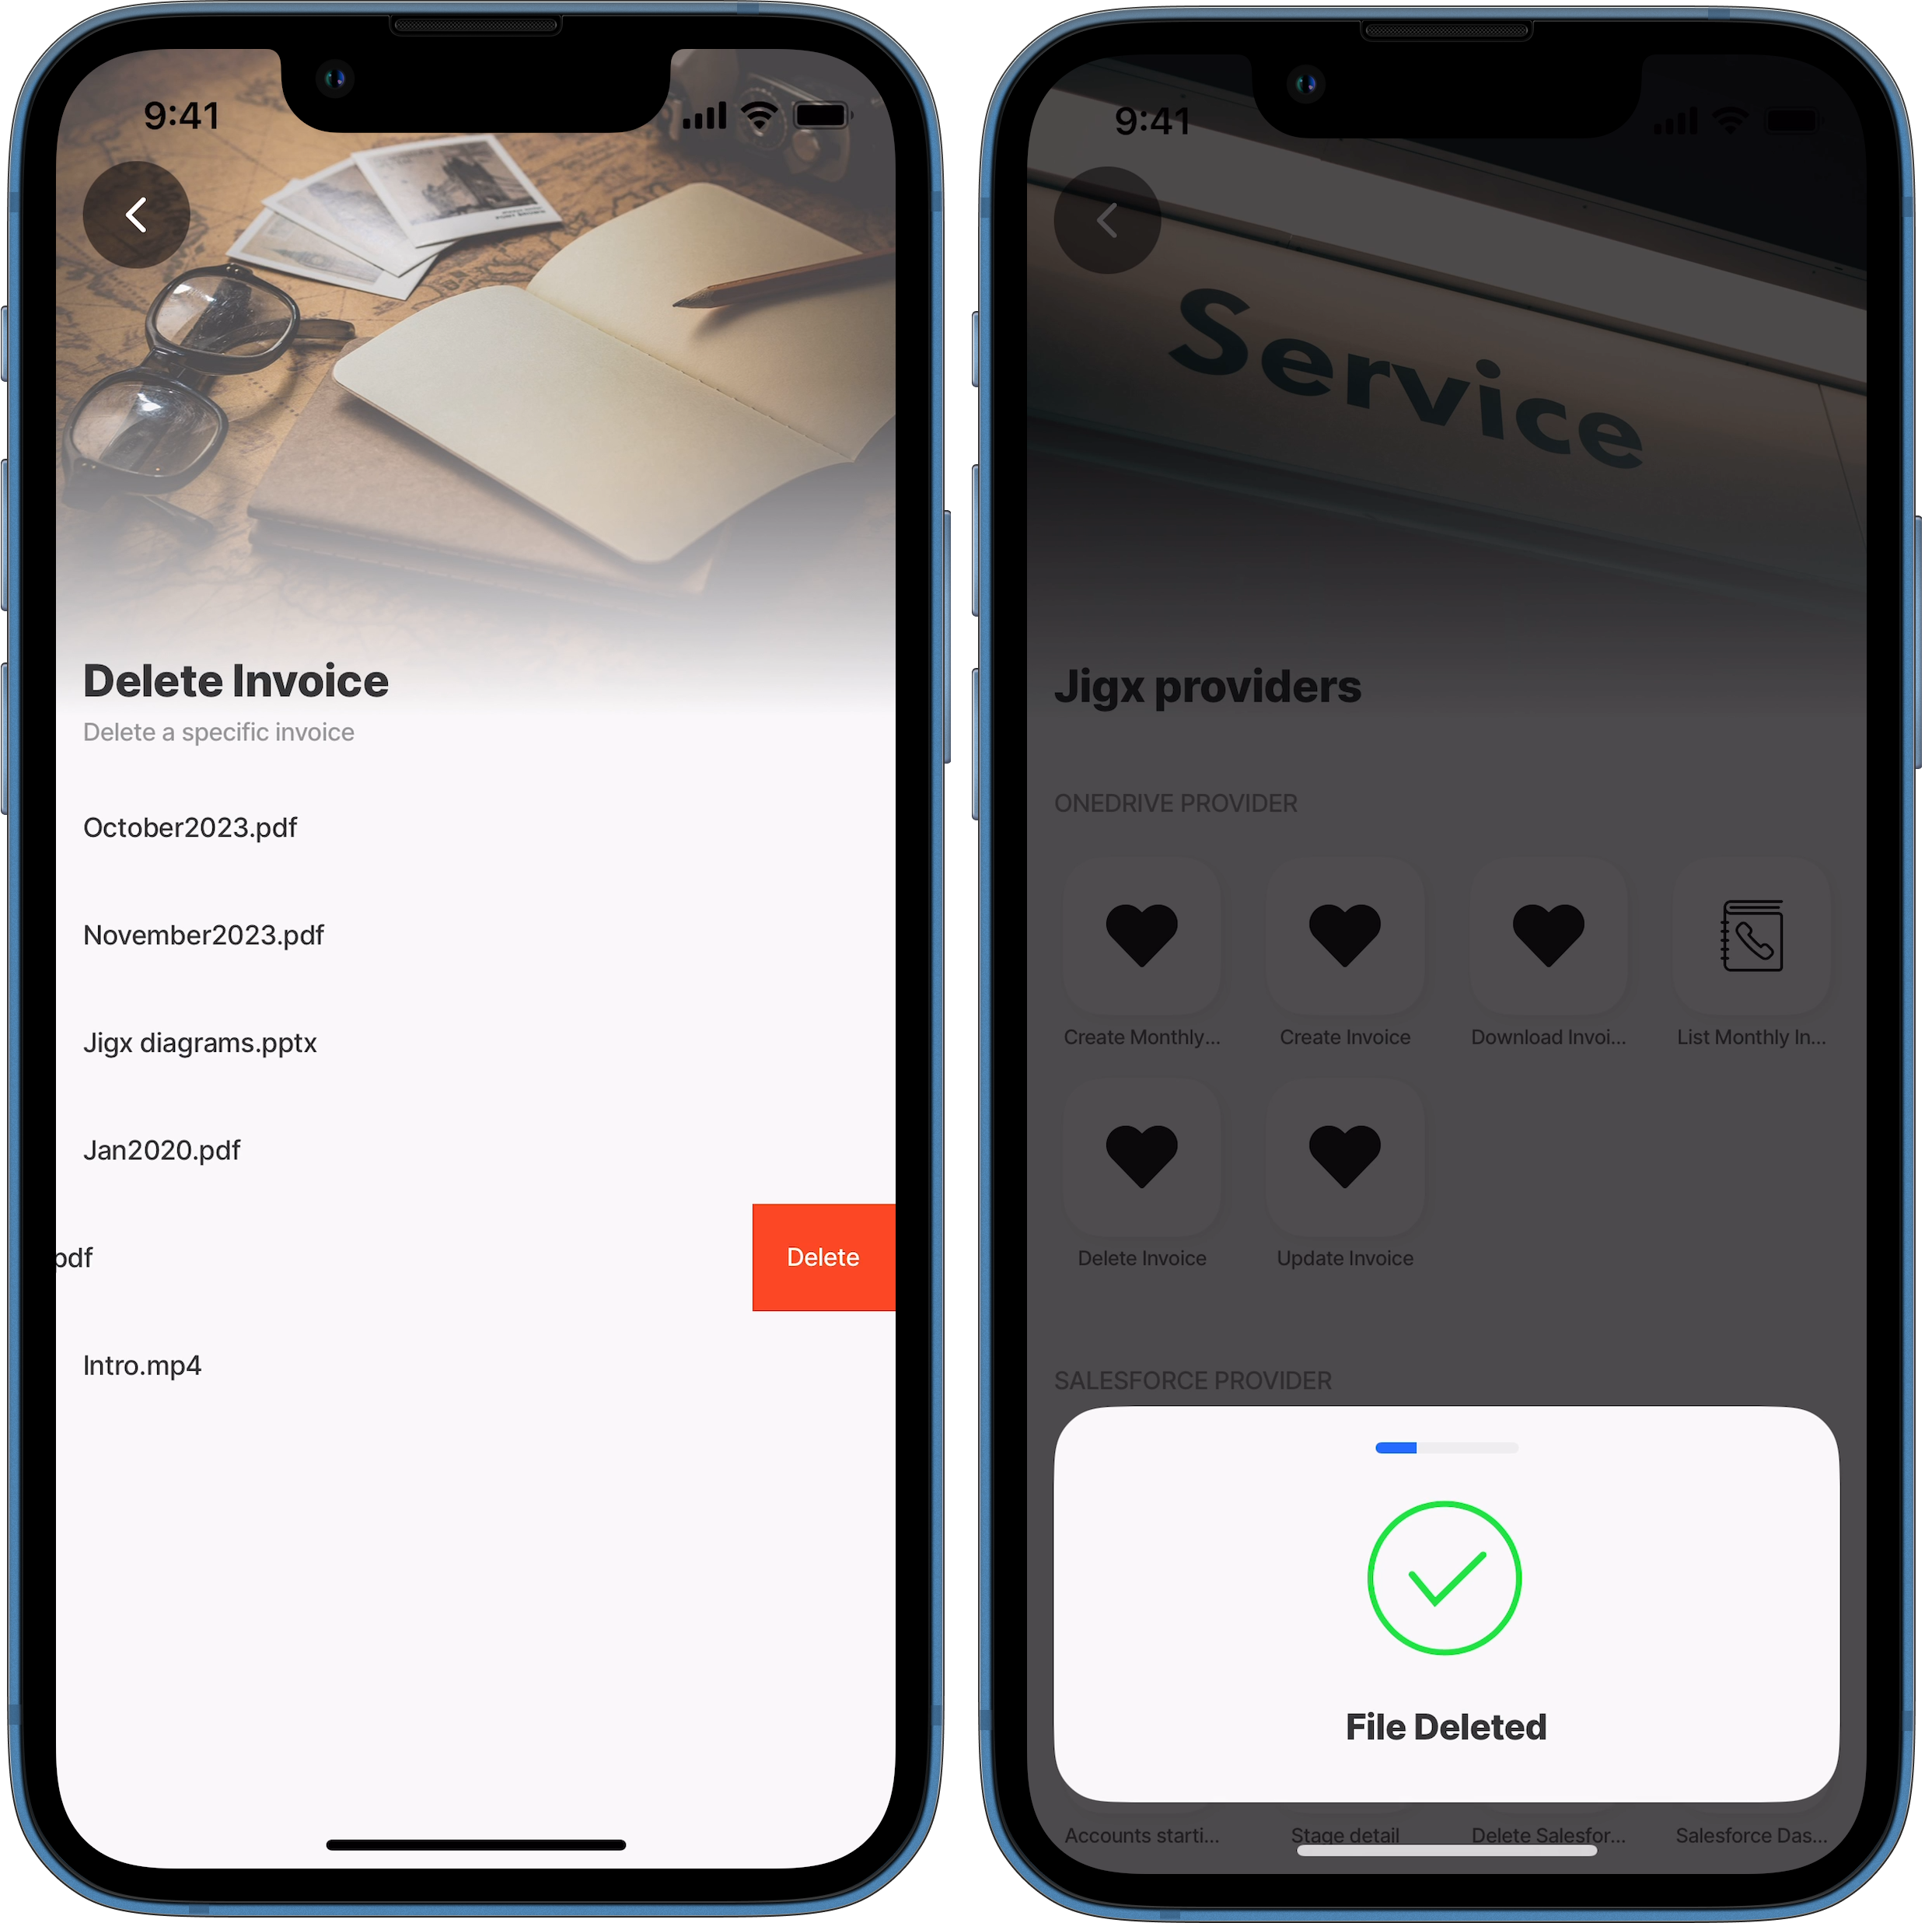 9:41
Delete Invoice
Delete a specific invoice
October2023.pdf
November2023.pdf
Jigx diagrams.pptx
Jan2020.pdf
pdf
Delete
Intro.mp4
9:41
Service
Jigx providers
ONEDRIVE PROVIDER
Create Monthly...
Create Invoice
Download Invoi...
List Monthly In...
Delete Invoice
Update Invoice
SALESFORCE PROVIDER
File Deleted
Accounts starti...
Stage detail
Delete Salesfor...
Salesforce Das...